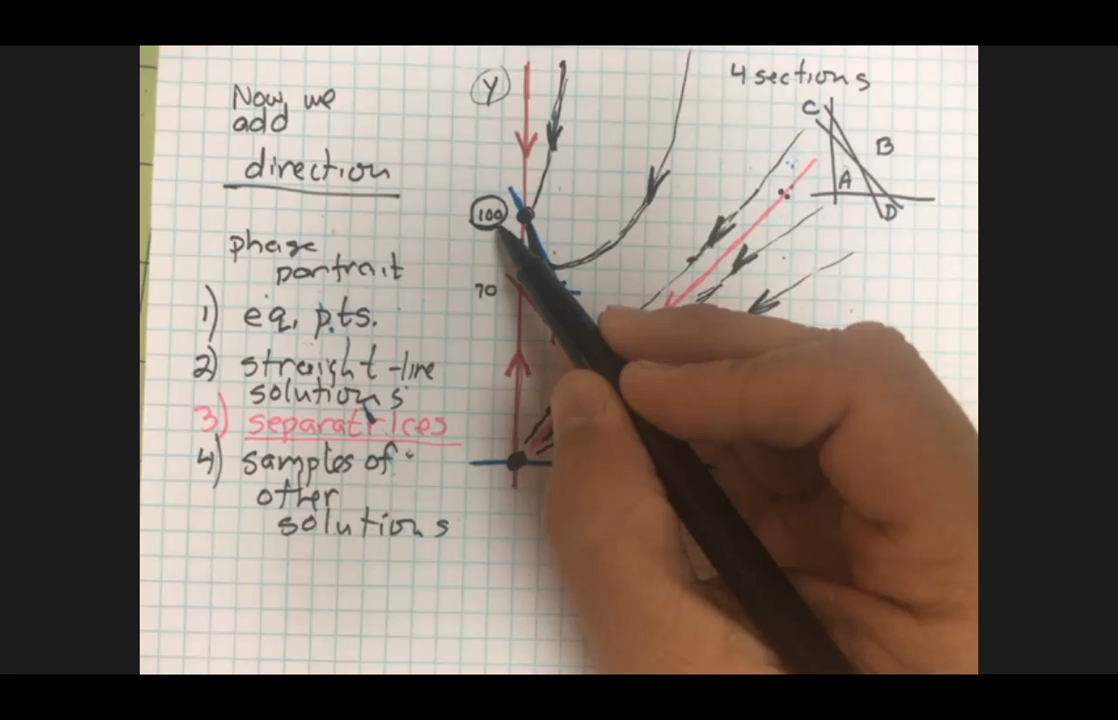 Now, we
add
direction
phase
portrait
1) eq. pts.
2) straight-line
solutions
3) separatrices
4) samples of
other
solutions
Y
100
70
4 sections
C
B
A
D